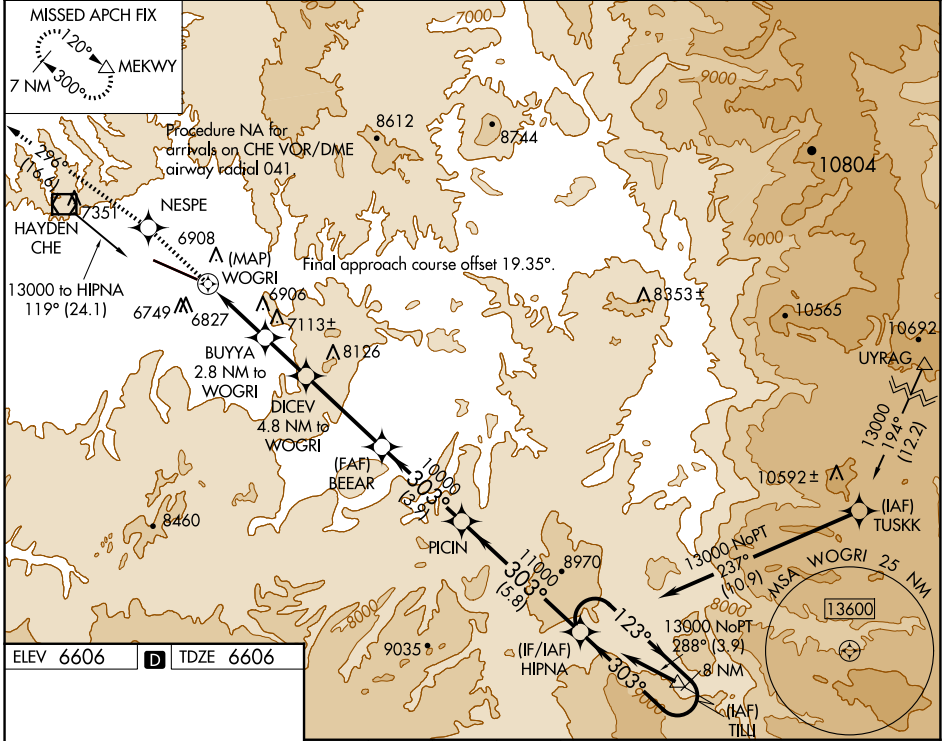 MISSED APCH FIX
120°
MEKWY
7 NM
300°
7000
9000
8612
8744
Procedure NA for
arrivals on CHE VOR/DME
airway radial 041.
10804
296°
(16.6)
7351
HAYDEN
CHE
NESPE
6908
(MAP)
WOGRI
Final approach course offset 19.35°.
9000
13000 to HIPNA
119° (24.1)
6749
6827
6906
7113±
8353±
10565
10692
UYRAG
BUYYA
2.8 NM to
WOGRI
8126
DICEV
4.8 NM to
WOGRI
13000
194°
(12.2)
(FAF)
BEEAR
10000
303°
(3.9)
10592±
(IAF)
TUSKK
8460
PICIN
13000 NoPT
237°
(10.9)
11000
303°
(5.8)
8970
MSA WOGRI 25 NM
13600
8000
8000
123°
13000 NoPT
288° (3.9)
9035
(IF/IAF)
HIPNA
303°
8 NM
9000
(IAF)
TILLI
ELEV 6606
D
TDZE 6606